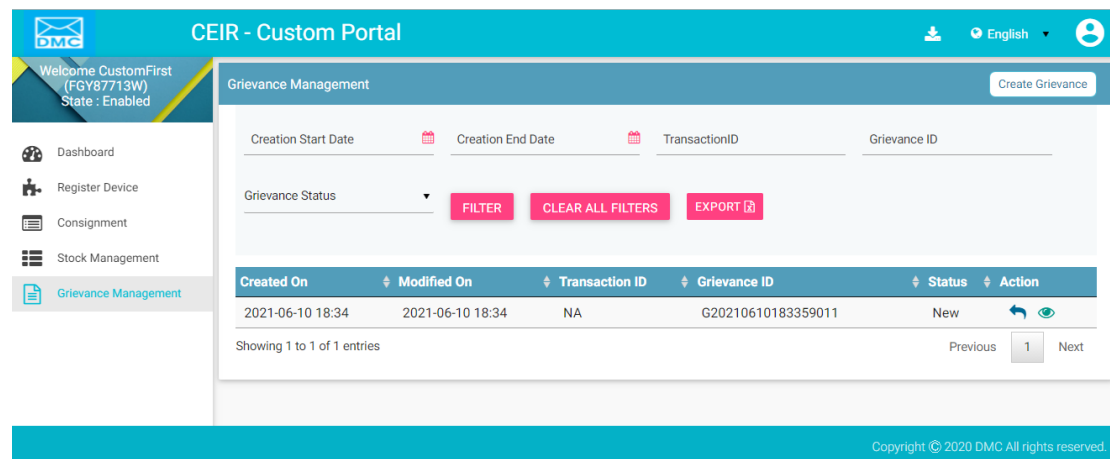 DMC
CEIR - Custom Portal
English
Welcome CustomFirst
(FGY87713W)
State : Enabled
Dashboard
Register Device
Consignment
Stock Management
Grievance Management
Grievance Management
Create Grievance
Creation Start Date
Creation End Date
TransactionID
Grievance ID
Grievance Status
FILTER
CLEAR ALL FILTERS
EXPORT
Created On Modified On Transaction ID Grievance ID Status Action
2021-06-10 18:34 2021-06-10 18:34 NA G20210610183359011 New
Showing 1 to 1 of 1 entries
Previous 1 Next
Copyright © 2020 DMC All rights reserved.